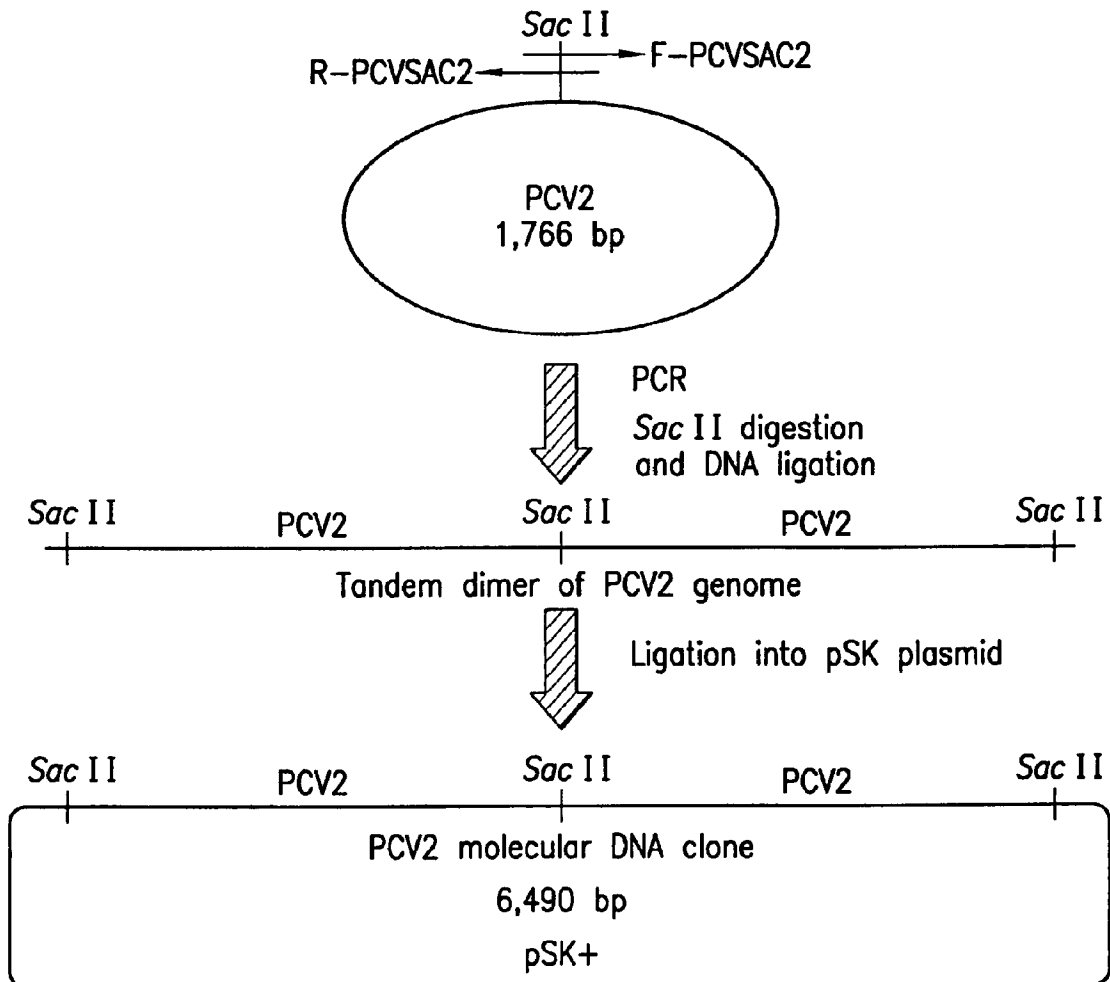 Sac II
R-PCVSAC2
F-PCVSAC2
PCV2
1,766 bp
PCR
Sac II digestion
and DNA ligation
Sac II PCV2 Sac II PCV2 Sac II
Tandem dimer of PCV2 genome
Ligation into pSK plasmid
Sac II PCV2 Sac II PCV2 Sac II
PCV2 molecular DNA clone
6,490 bp
pSK+